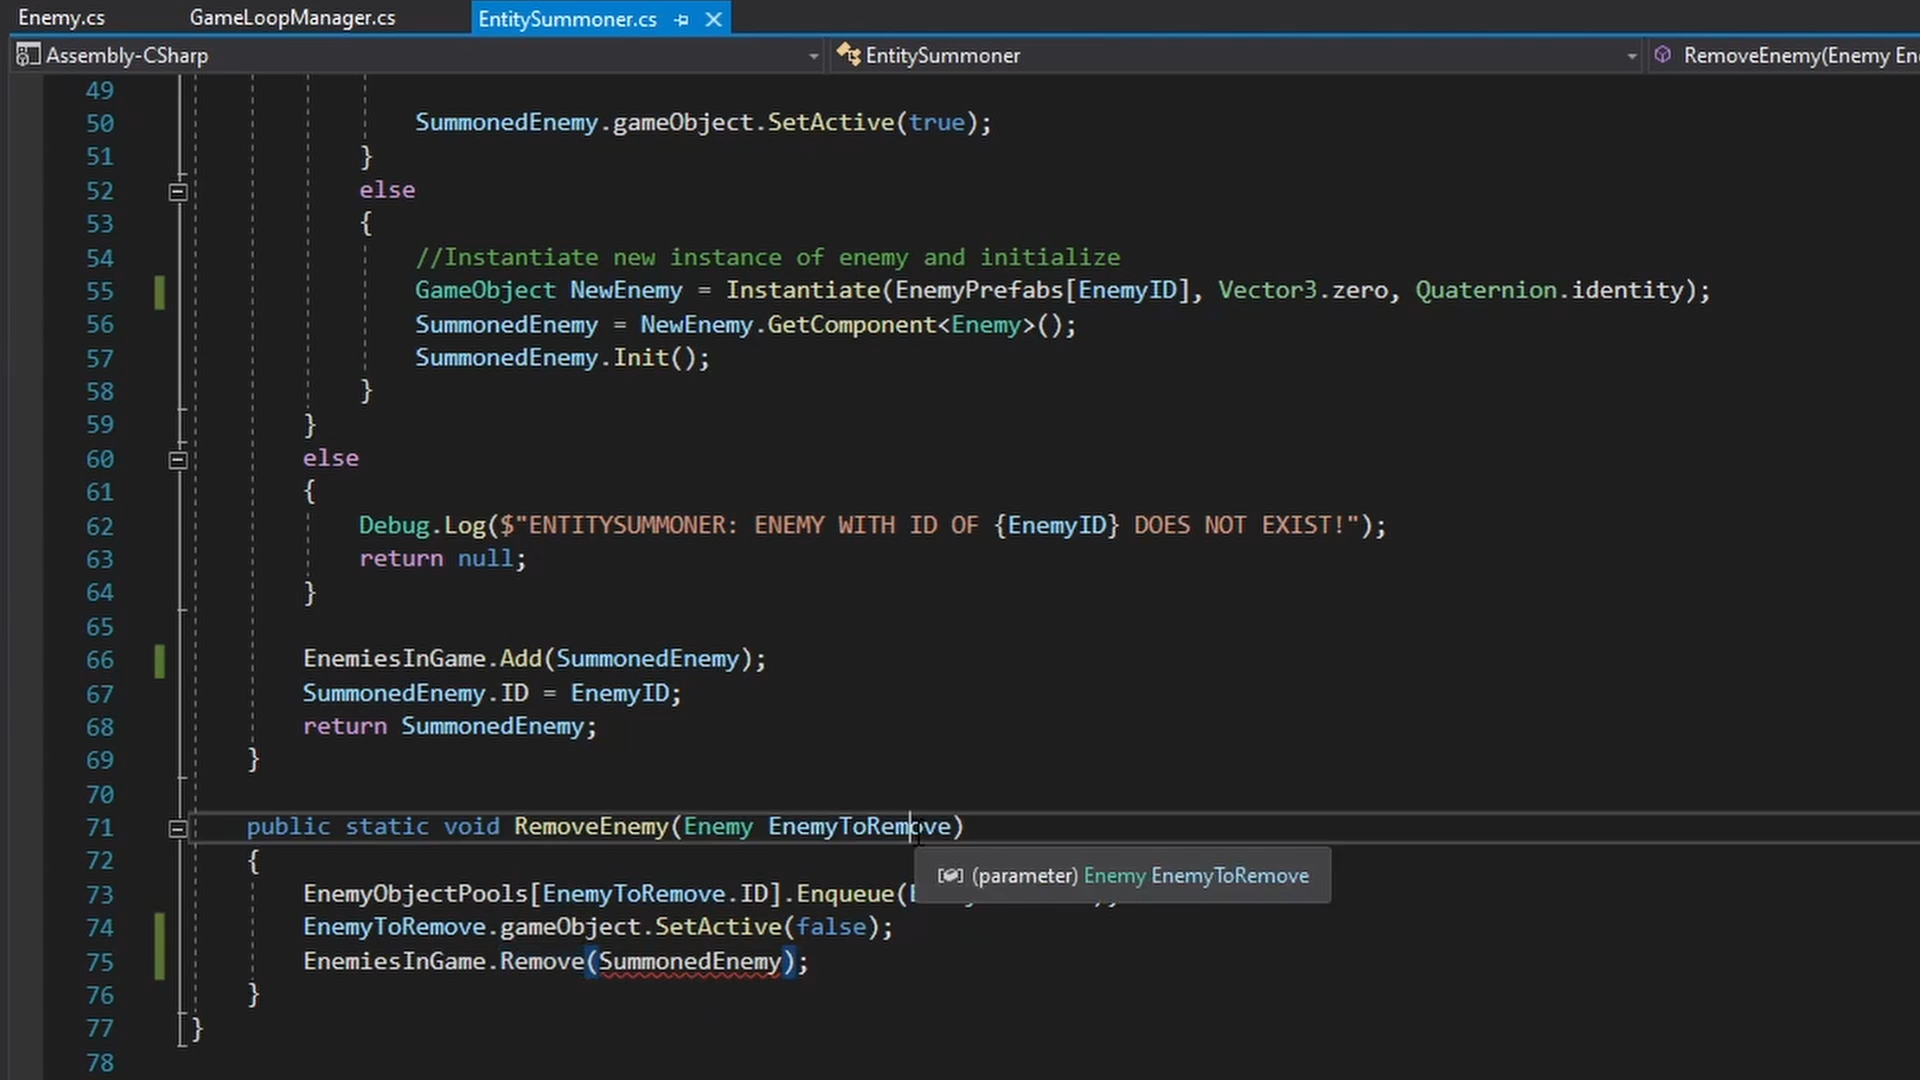 Enemy.cs GameLoopManager.cs EntitySummoner.cs
Assembly-CSharp EntitySummoner RemoveEnemy(Enemy
49
50 SummonedEnemy.gameObject.SetActive(true);
51 }
52 else
53 {
54 //Instantiate new instance of enemy and initialize
55 GameObject NewEnemy = Instantiate(EnemyPrefabs[EnemyID], Vector3.zero, Quaternion.identity);
56 SummonedEnemy = NewEnemy.GetComponent<Enemy>();
57 SummonedEnemy.Init();
58 }
59 }
60 else
61 {
62 Debug.Log($"ENTITYSUMMONER: ENEMY WITH ID OF {EnemyID} DOES NOT EXIST!");
63 return null;
64 }
65
66 EnemiesInGame.Add(SummonedEnemy);
67 SummonedEnemy.ID = EnemyID;
68 return SummonedEnemy;
69 }
70
71 public static void RemoveEnemy(Enemy EnemyToRemove)
72 {
(parameter) Enemy EnemyToRemove
73 EnemyObjectPools[EnemyToRemove.ID].Enqueue(
74 EnemyToRemove.gameObject.SetActive(false);
75 EnemiesInGame.Remove(SummonedEnemy);
76 }
77 }
78